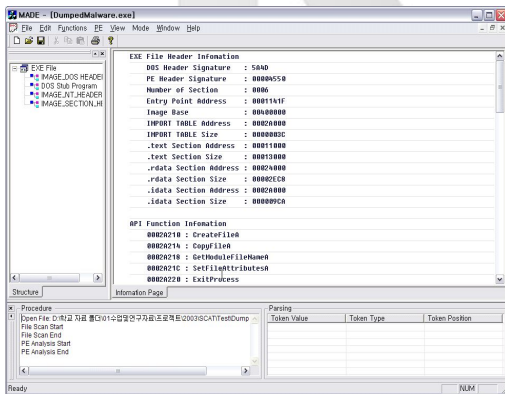 MADE - [DumpedMalware.exe]
File Edit Functions PE View Mode Window Help
EXE File
IMAGE_DOS_HEADEI
DOS Stub Program
IMAGE_NT_HEADER
IMAGE_SECTION_HE
Structure
EXE File Header Infomation
DOS Header Signature : 5A4D
PE Header Signature : 00004550
Number of Section : 0006
Entry Point Address : 0001141F
Image Base : 00400000
IMPORT TABLE Address : 0002A000
IMPORT TABLE Size : 0000003C
.text Section Address : 00011000
.text Section Size : 00013000
.rdata Section Address : 00024000
.rdata Section Size : 00002EC8
.idata Section Address : 0002A000
.idata Section Size : 000009CA
API Function Infomation
0002A210 : CreateFileA
0002A214 : CopyFileA
0002A218 : GetModuleFileNameA
0002A21C : SetFileAttributesA
0002A220 : ExitProcess
Infomation Page
Procedure
Open File: D:\학교 자료 폴더\01수업및연구자료\프로젝트\2003\SCAT\Test\Dump
File Scan Start
File Scan End
PE Analysis Start
PE Analysis End
Parsing
Token Value Token Type Token Position
Ready
NUM